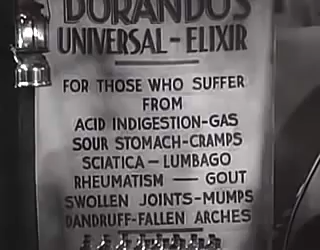 DORANDO'S
UNIVERSAL-ELIXIR
FOR THOSE WHO SUFFER
FROM
ACID INDIGESTION-GAS
SOUR STOMACH-CRAMPS
SCIATICA — LUMBAGO
RHEUMATISM — GOUT
SWOLLEN JOINTS-MUMPS
DANDRUFF-FALLEN ARCHES